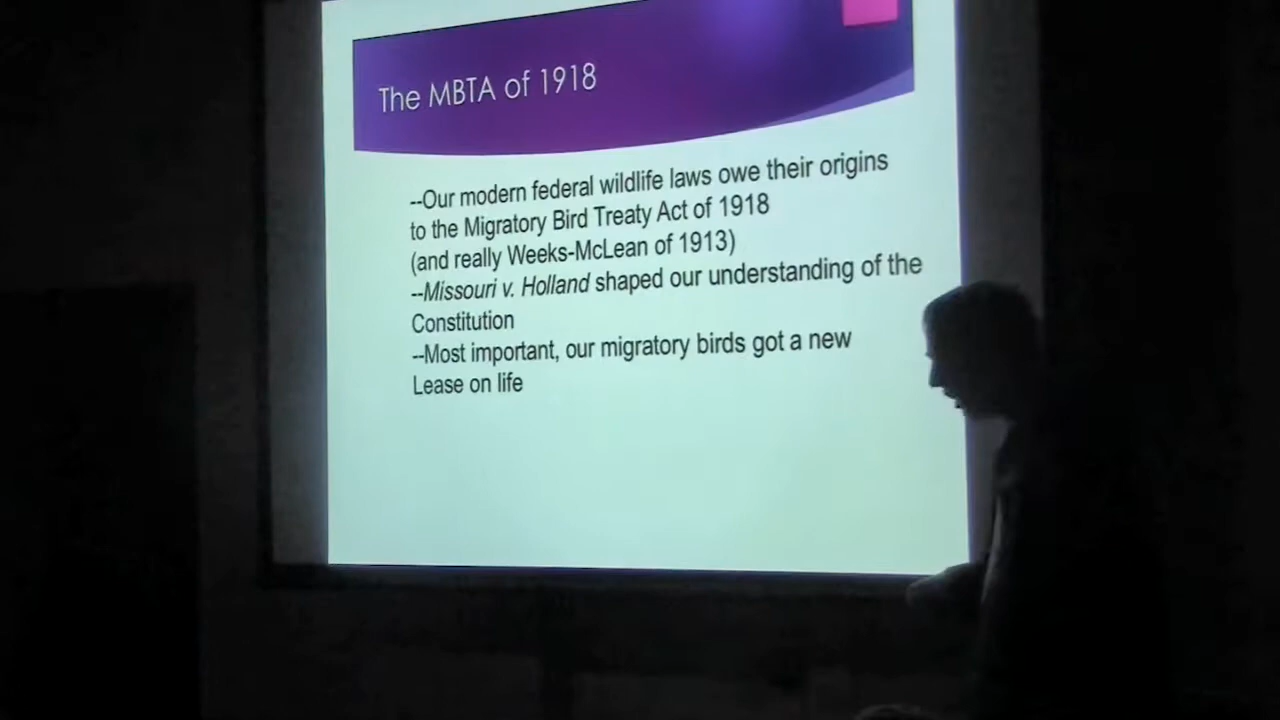 The MBTA of 1918
--Our modern federal wildlife laws owe their origins
to the Migratory Bird Treaty Act of 1918
(and really Weeks-McLean of 1913)
--Missouri v. Holland shaped our understanding of the
Constitution
--Most important, our migratory birds got a new
Lease on life